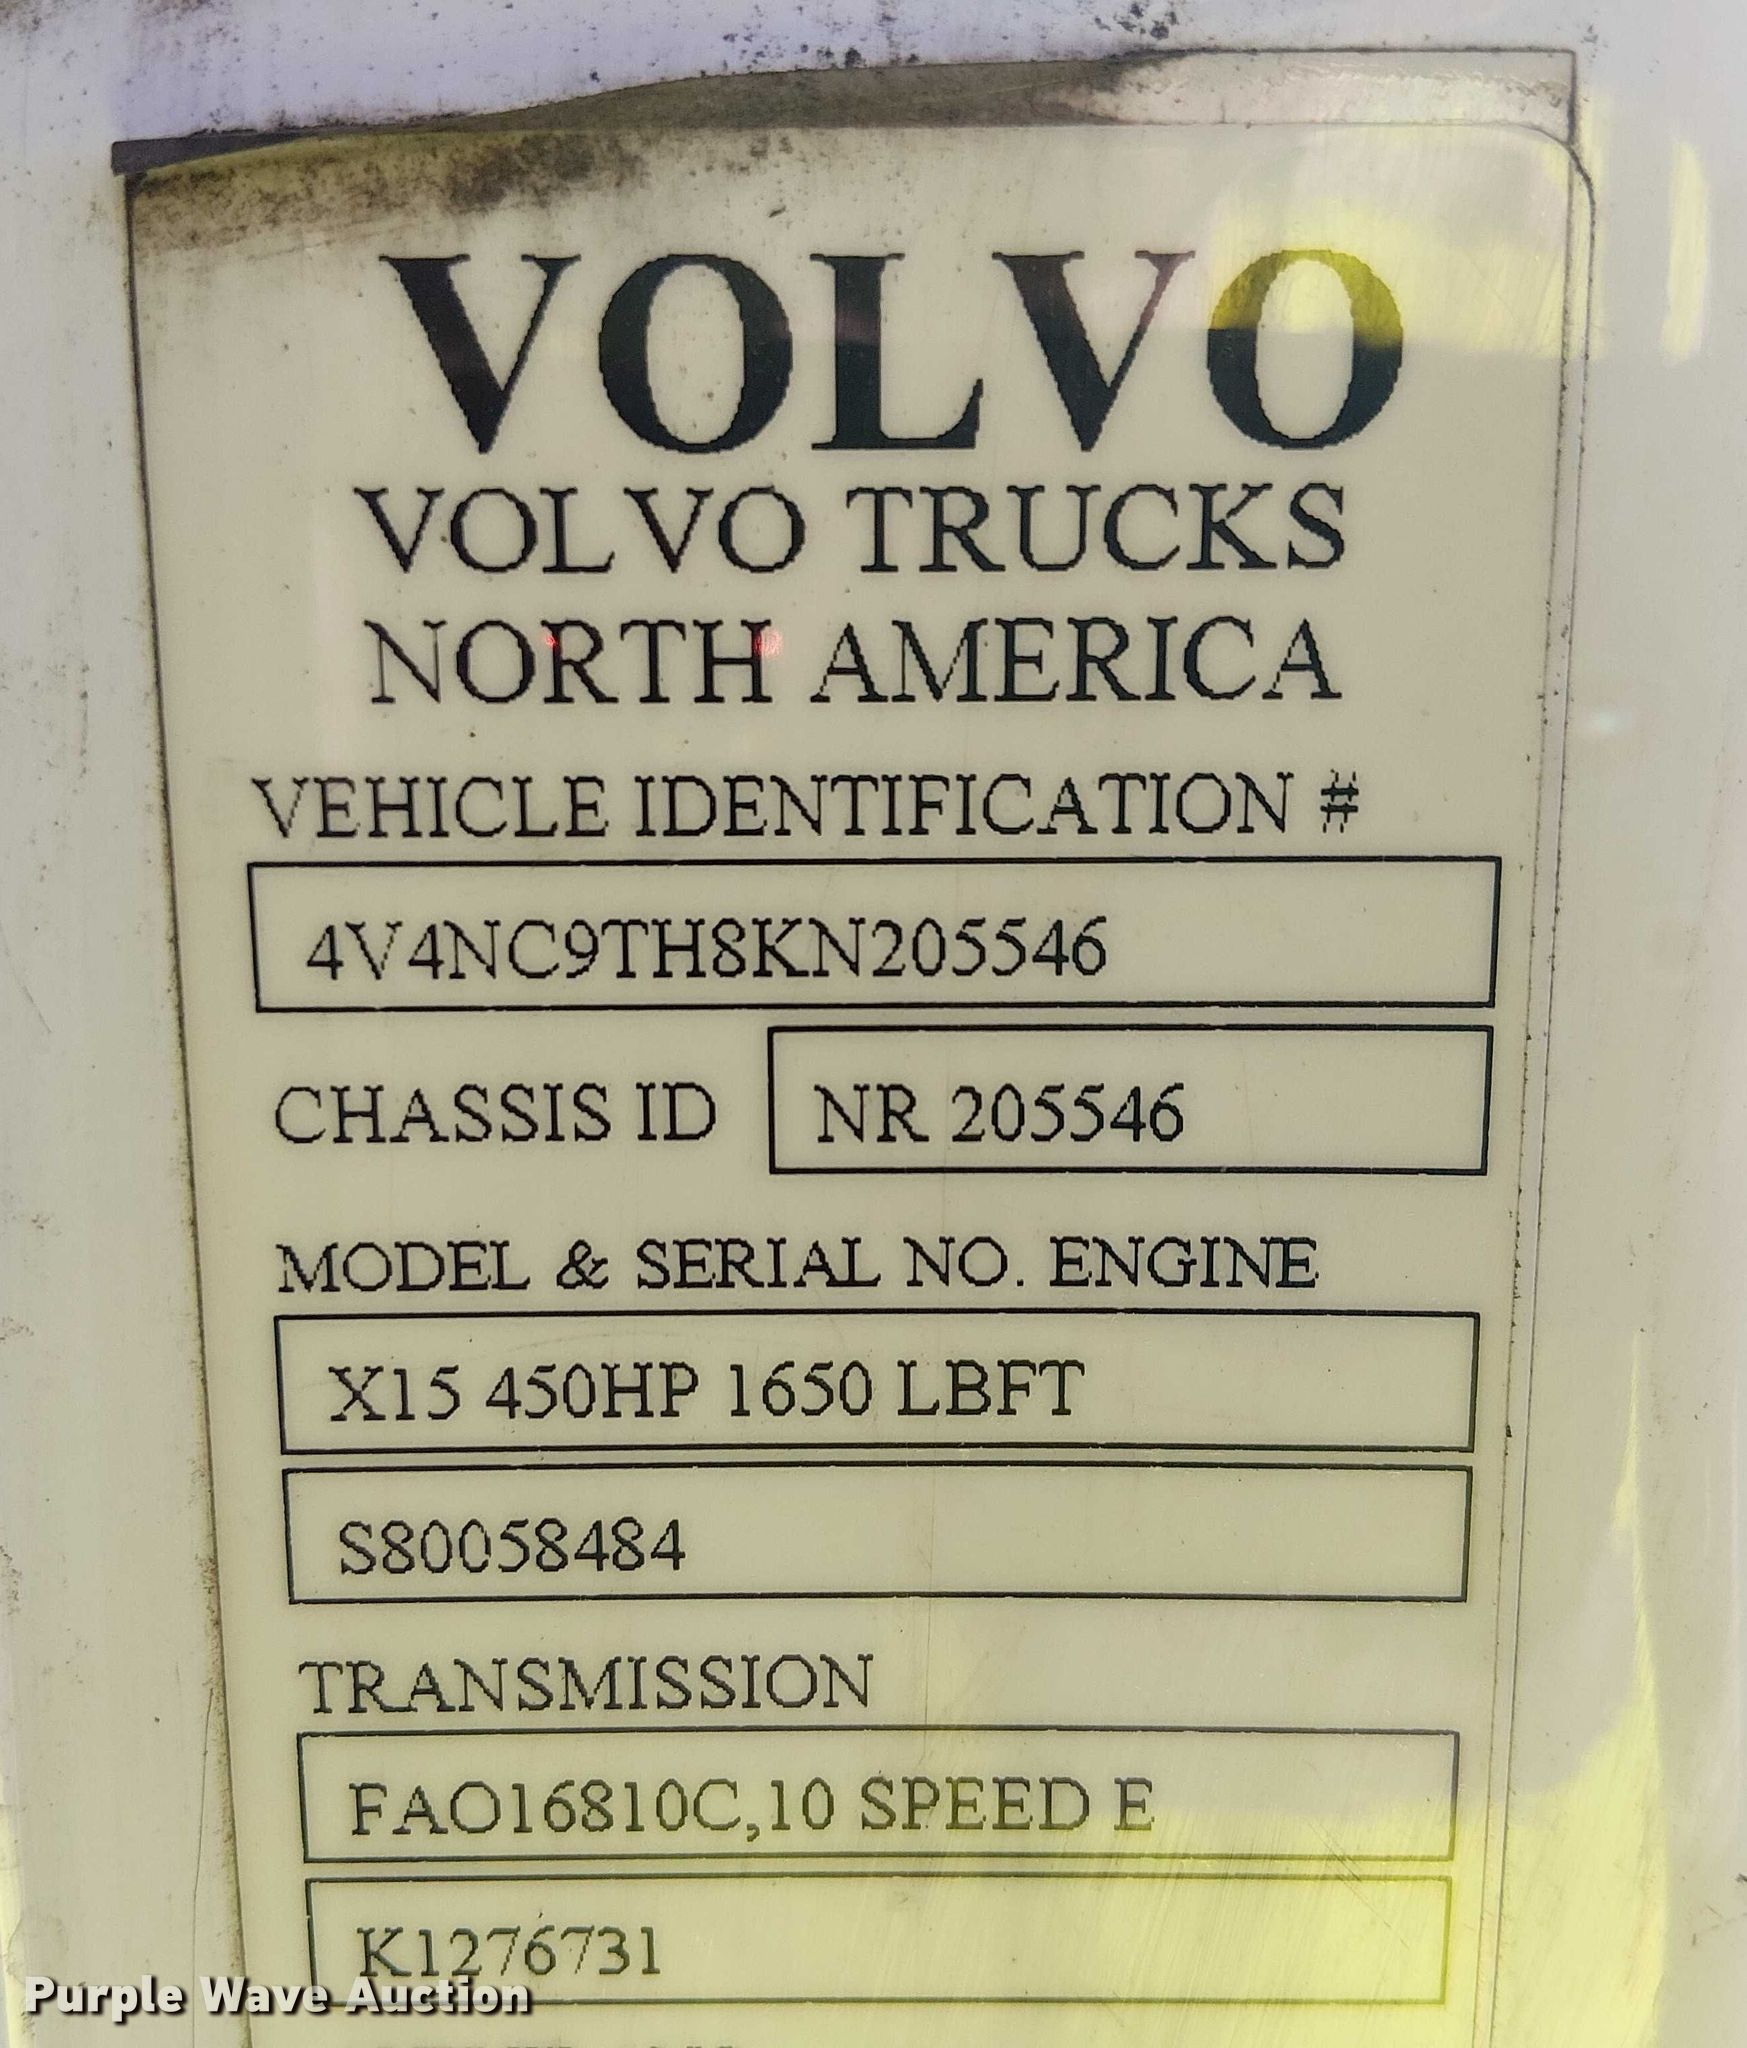 VOLVO
VOLVO TRUCKS
NORTH AMERICA
VEHICLE IDENTIFICATION #
4V4NC9TH8KN205546
CHASSIS ID NR 205546
MODEL & SERIAL NO. ENGINE
X15 450HP 1650 LBFT
S80058484
TRANSMISSION
FAO16810C,10 SPEED E
K1276731
Purple Wave Auction